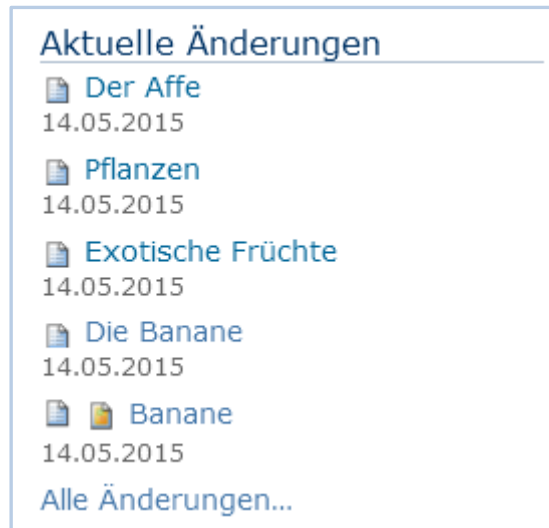 Aktuelle Änderungen
Der Affe
14.05.2015
Pflanzen
14.05.2015
Exotische Früchte
14.05.2015
Die Banane
14.05.2015
Banane
14.05.2015
Alle Änderungen...